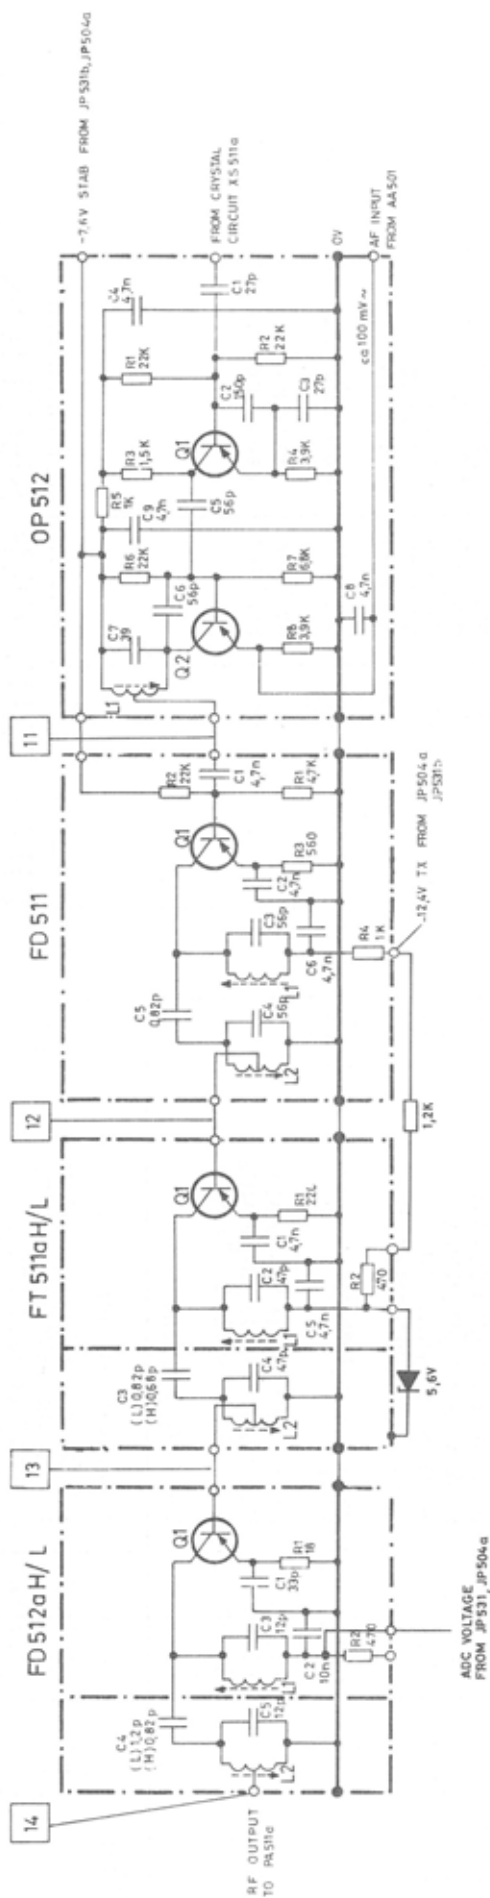 14
13
12
11
FD 512a H/L
FT 511a H/L
FD 511
OP 512
RF OUTPUT
TO PA511a
C4
(L) 1,2p
(H) 0,82p
C5
12p
L2
C3
12p
L1
Q1
C1
33p
R1
18
C2
10n
R2
470
ADC VOLTAGE
FROM JP531, JP504a
C3
(L) 0,82p
(H) 0,68p
C4
47p
L2
C2
47p
L1
Q1
C1
4,7n
R1
C5
4,7n
R2
470
5,6V
1,2K
C5
0,82p
C4
56p
L2
C3
56p
L1
Q1
R2
22K
C1
4,7n
R1
4,7K
C2
4,7n
R3
560
C6
4,7n
R4
1K
-12,4V TX FROM JP504a
JP531b
L1
C7
39
Q2
C6
56p
R6
22K
R5
1K
C9
4,7n
C5
56p
R7
6,8K
R8
3,9K
C8
4,7n
R3
1,5K
Q1
R1
22K
C4
4,7n
C1
27p
C2
150p
R2
22K
C3
27p
R4
3,9K
-7,6V STAB FROM JP531b, JP504a
FROM CRYSTAL
CIRCUIT XS511a
0V
ca 100 mV~
AF INPUT
FROM AA501